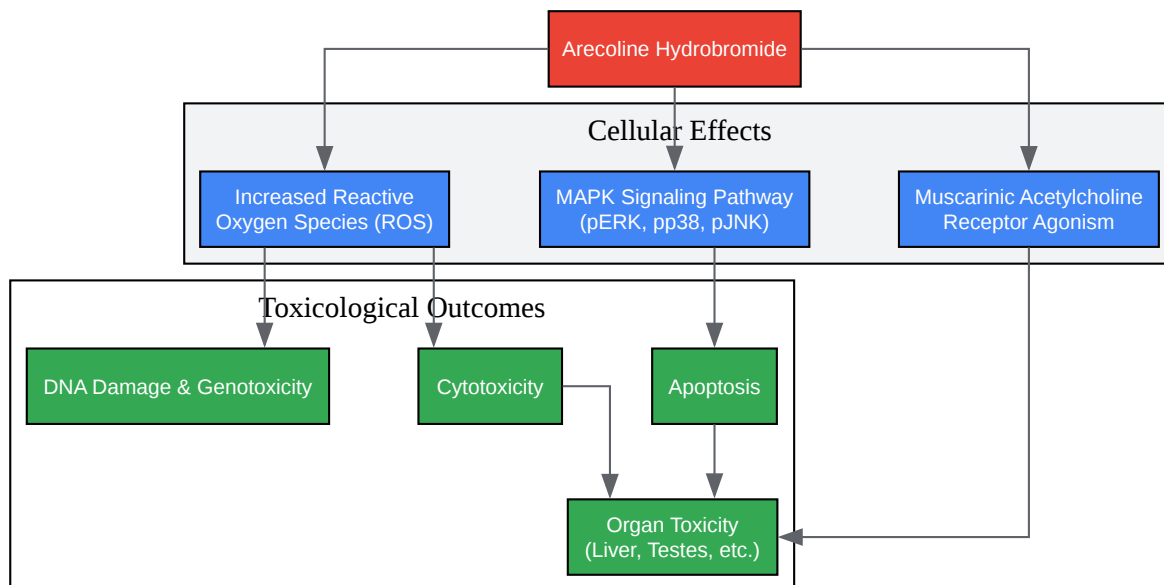 Arecoline Hydrobromide
Cellular Effects
Increased Reactive
Oxygen Species (ROS)
MAPK Signaling Pathway
(pERK, pp38, pJNK)
Muscarinic Acetylcholine
Receptor Agonism
Toxicological Outcomes
DNA Damage & Genotoxicity
Cytotoxicity
Apoptosis
Organ Toxicity
(Liver, Testes, etc.)